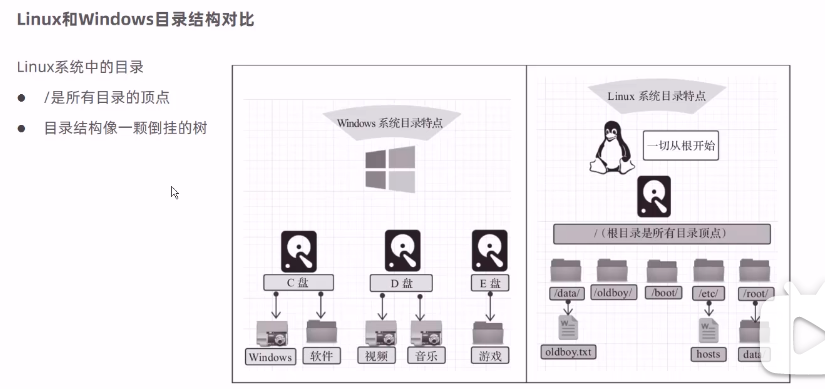 Linux和Windows目录结构对比
Linux系统中的目录
/是所有目录的顶点
目录结构像一颗倒挂的树
Windows 系统目录特点
C 盘
D 盘
E 盘
Windows
软件
视频
音乐
游戏
Linux 系统目录特点
一切从根开始
/（根目录是所有目录顶点）
/data/
/oldboy/
/boot/
/etc/
/root/
W
W
oldboy.txt
hosts
data